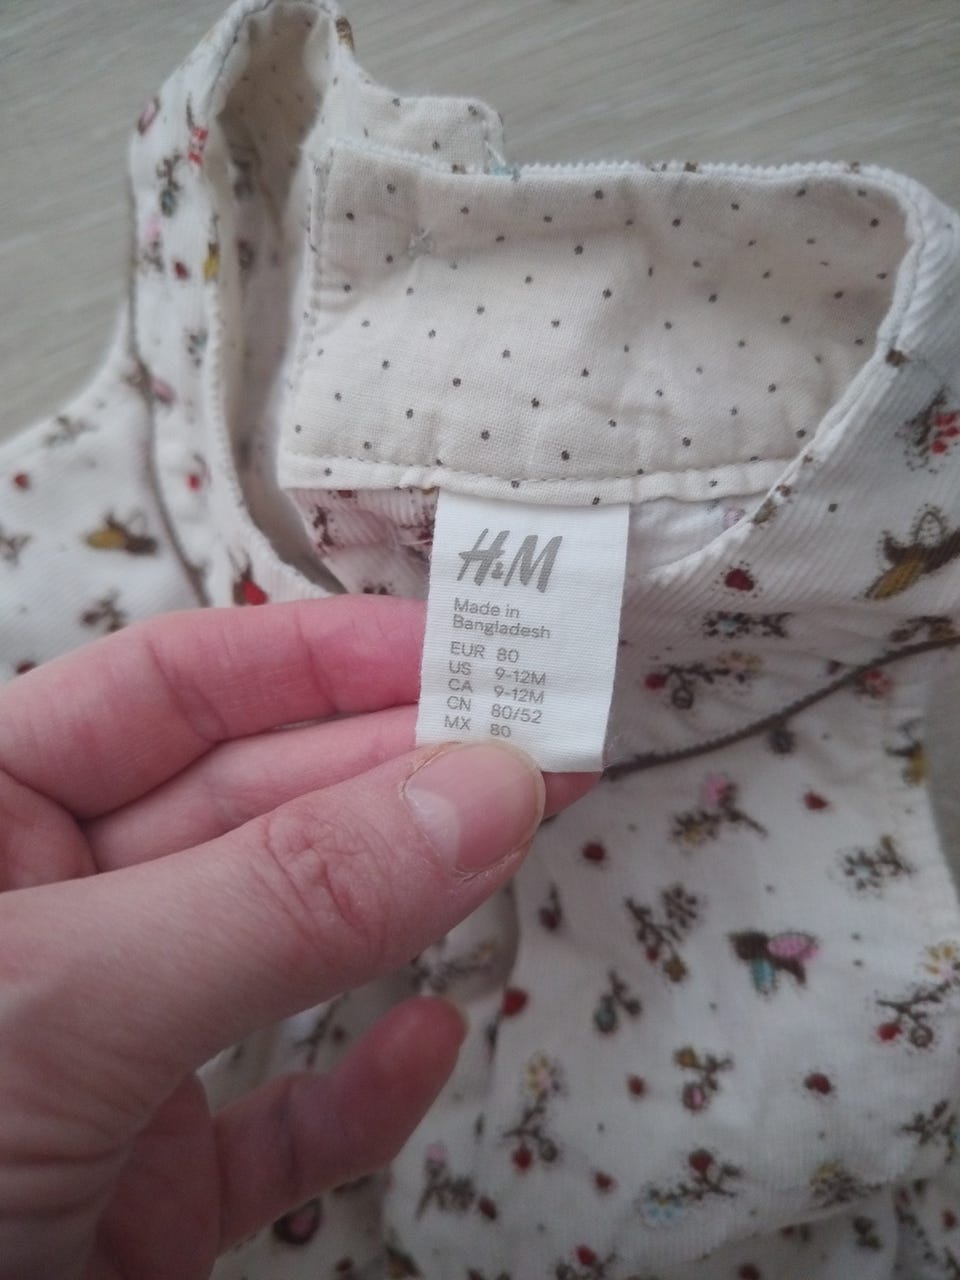 H&M
Made in
Bangladesh
EUR 80
US 9-12M
CA 9-12M
CN 80/52
MX 80